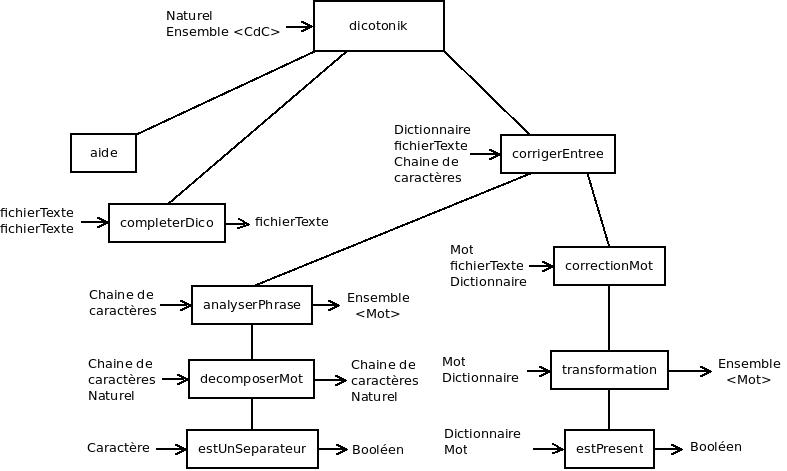 Naturel
Ensemble <CdC>
dicotonik
aide
Dictionnaire
fichierTexte
Chaine de
caractères
corrigerEntree
fichierTexte
fichierTexte
completerDico
fichierTexte
Mot
fichierTexte
Dictionnaire
correctionMot
Chaine de
caractères
analyserPhrase
Ensemble
<Mot>
Chaine de
caractères
Naturel
decomposerMot
Chaine de
caractères
Naturel
Mot
Dictionnaire
transformation
Ensemble
<Mot>
Caractère
estUnSeparateur
Booléen
Dictionnaire
Mot
estPresent
Booléen